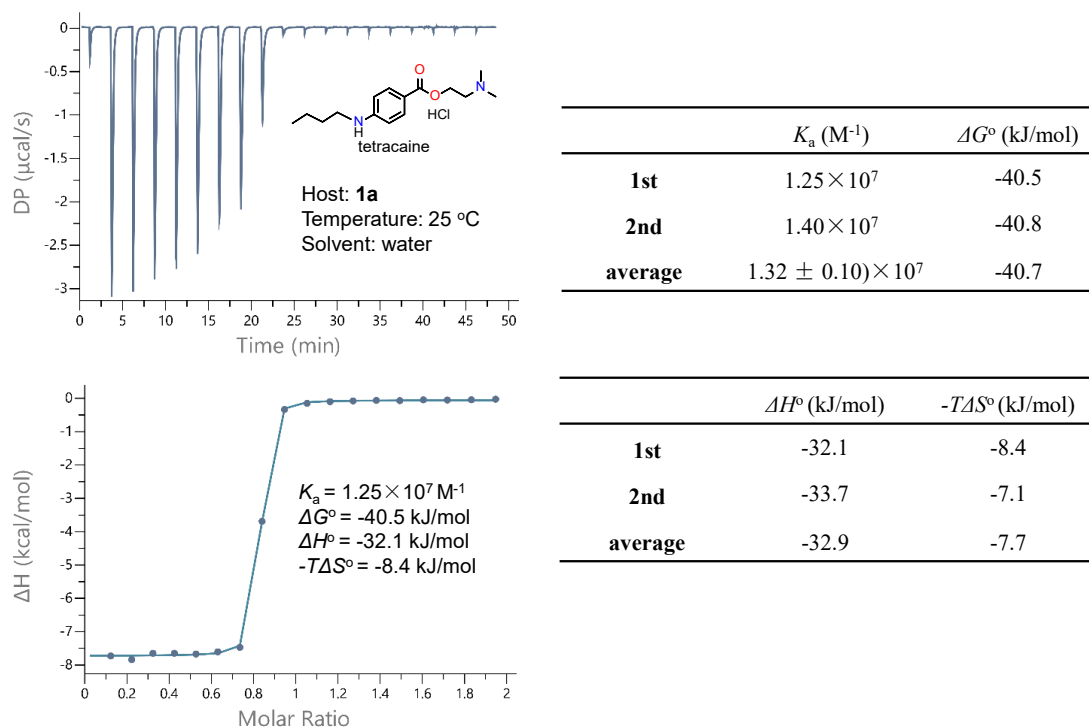 0
-0.5
-1
-1.5
-2
-2.5
-3
DP (μcal/s)
0 5 10 15 20 25 30 35 40 45 50
Time (min)
O
O
N
N
H
HCl
tetracaine
Host: 1a
Temperature: 25 °C
Solvent: water
Kₐ (M⁻¹) ΔG° (kJ/mol)
1st 1.25×10⁷ -40.5
2nd 1.40×10⁷ -40.8
average 1.32 ± 0.10)×10⁷ -40.7
0
-1
-2
-3
-4
-5
-6
-7
-8
ΔH (kcal/mol)
0 0.2 0.4 0.6 0.8 1 1.2 1.4 1.6 1.8 2
Molar Ratio
Kₐ = 1.25×10⁷ M⁻¹
ΔG° = -40.5 kJ/mol
ΔH° = -32.1 kJ/mol
-TΔS° = -8.4 kJ/mol
ΔH° (kJ/mol) -TΔS° (kJ/mol)
1st -32.1 -8.4
2nd -33.7 -7.1
average -32.9 -7.7